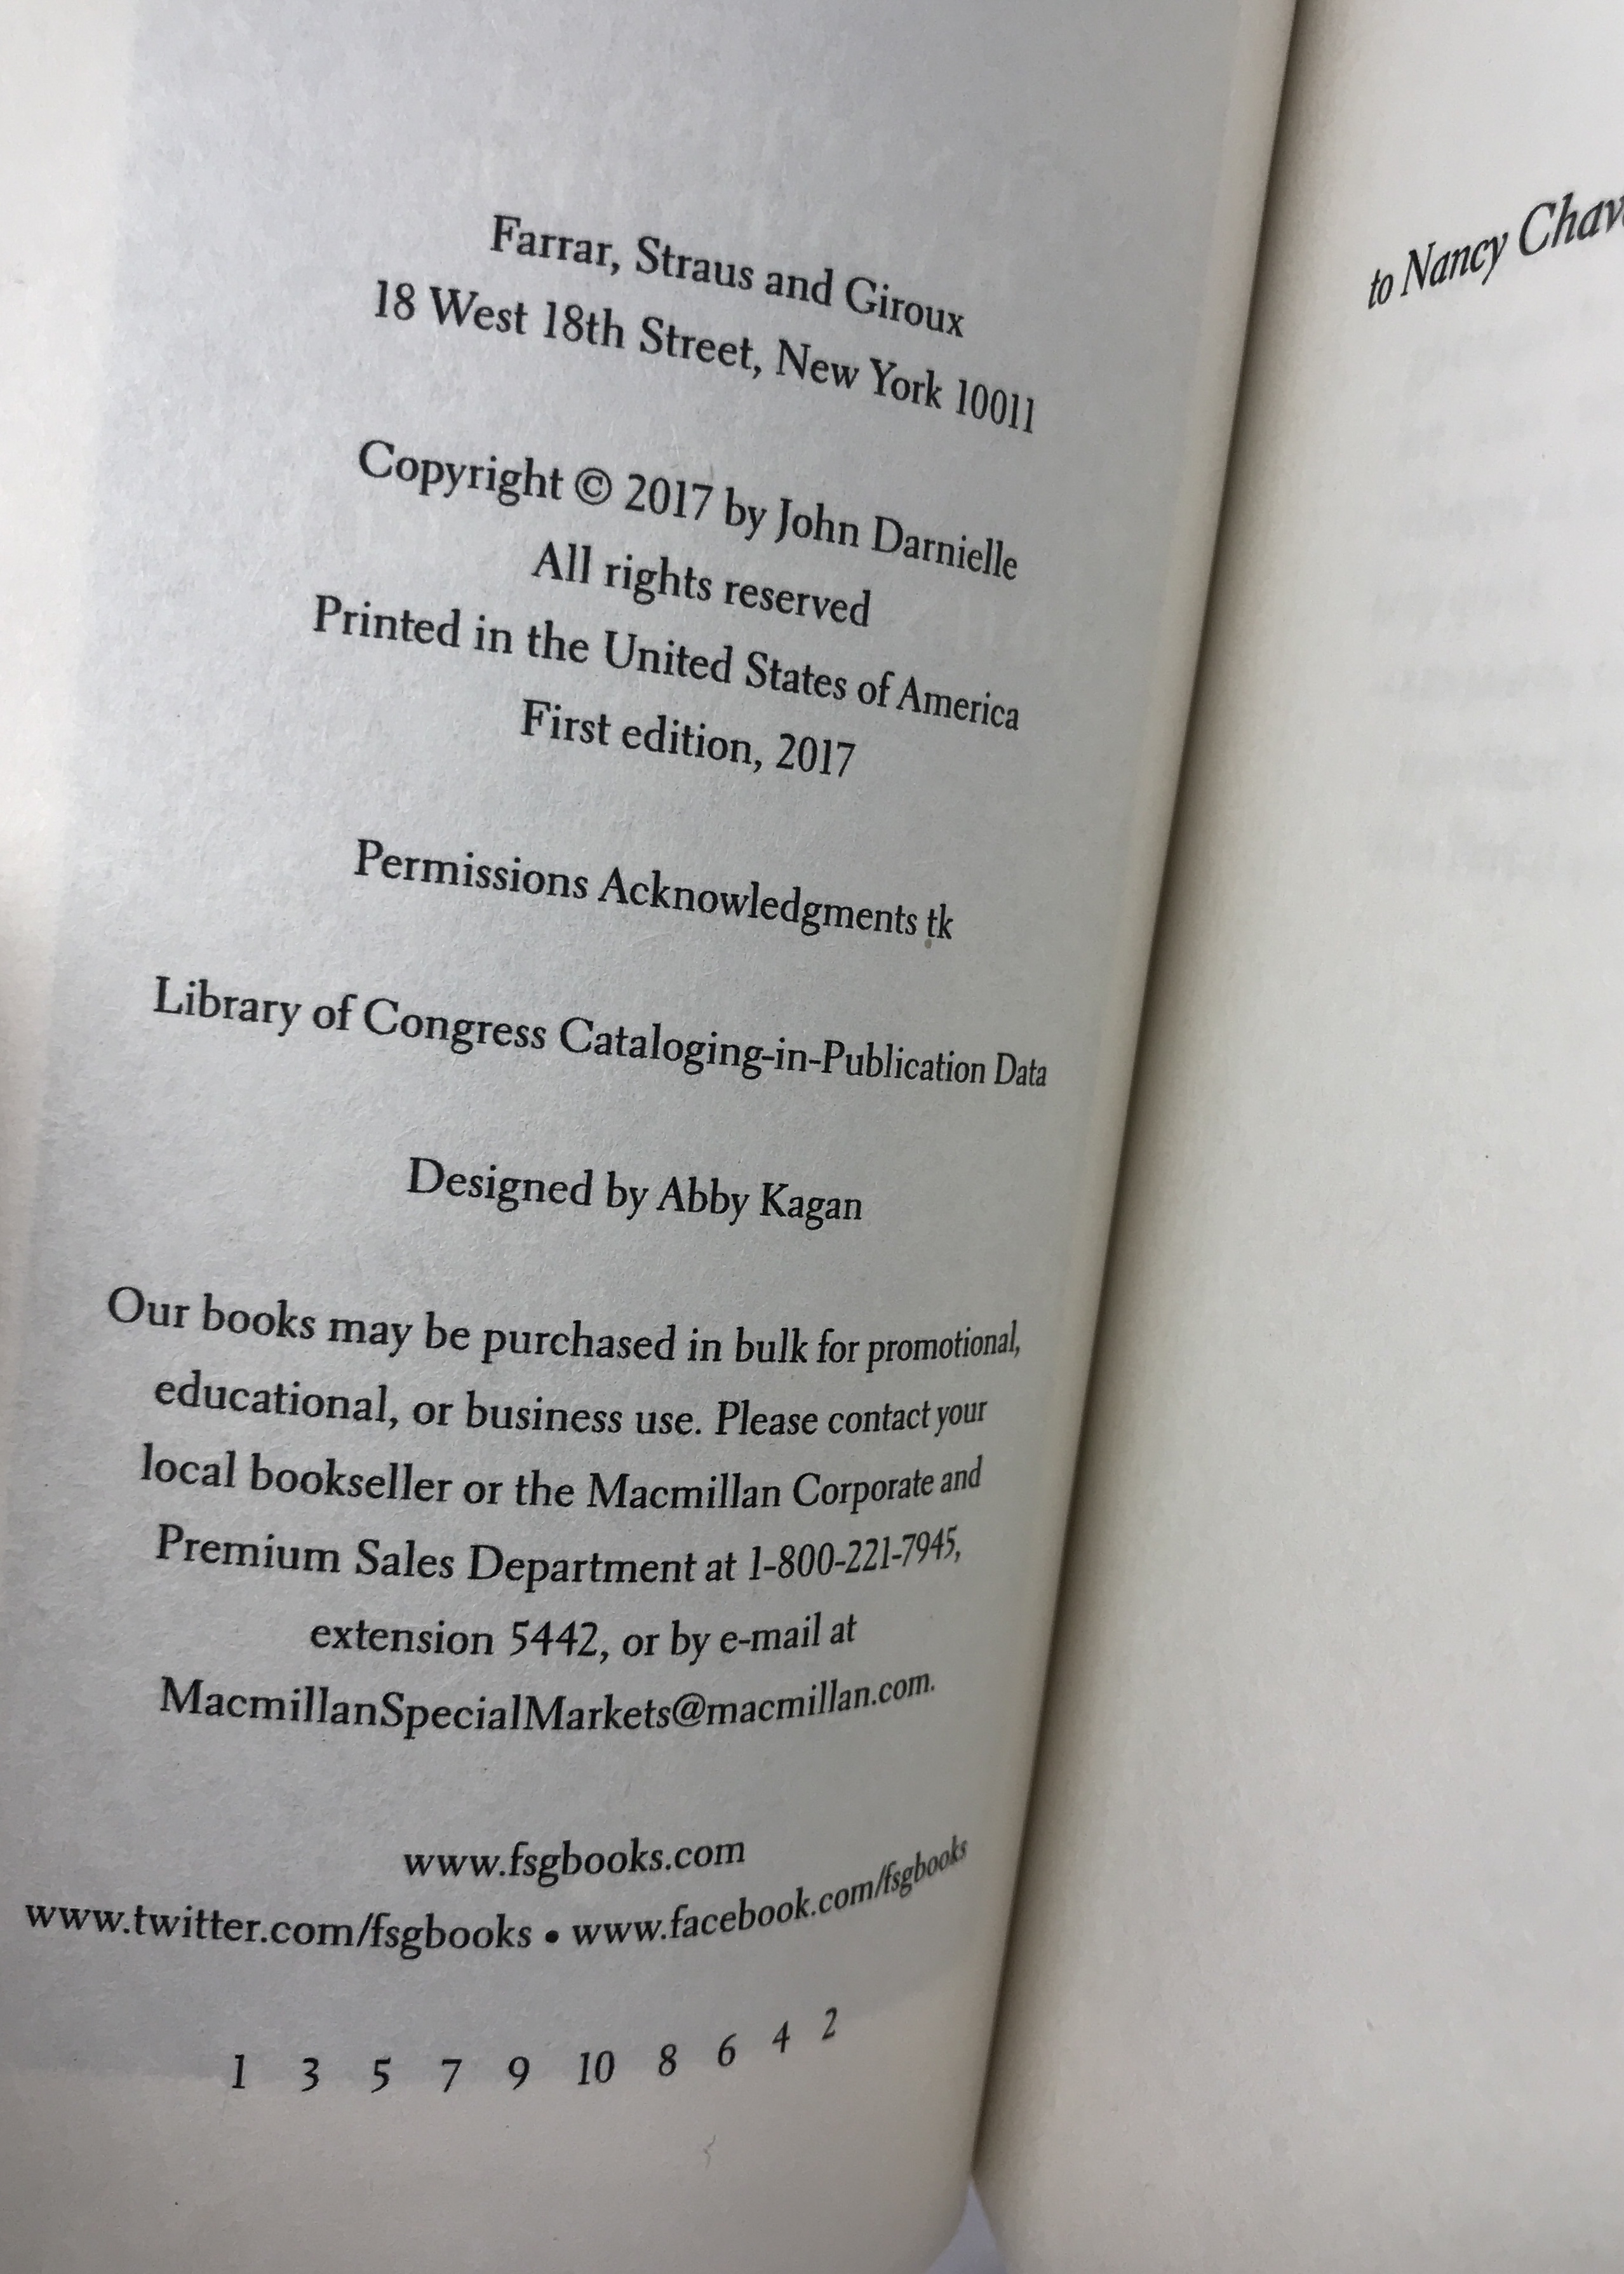 Farrar, Straus and Giroux
18 West 18th Street, New York 10011
Copyright © 2017 by John Darnielle
All rights reserved
Printed in the United States of America
First edition, 2017
Permissions Acknowledgments tk
Library of Congress Cataloging-in-Publication Data
Designed by Abby Kagan
Our books may be purchased in bulk for promotional,
educational, or business use. Please contact your
local bookseller or the Macmillan Corporate and
Premium Sales Department at 1-800-221-7945,
extension 5442, or by e-mail at
MacmillanSpecialMarkets@macmillan.com.
www.fsgbooks.com
www.twitter.com/fsgbooks • www.facebook.com/fsgbooks
1 3 5 7 9 10 8 6 4 2
to Nancy